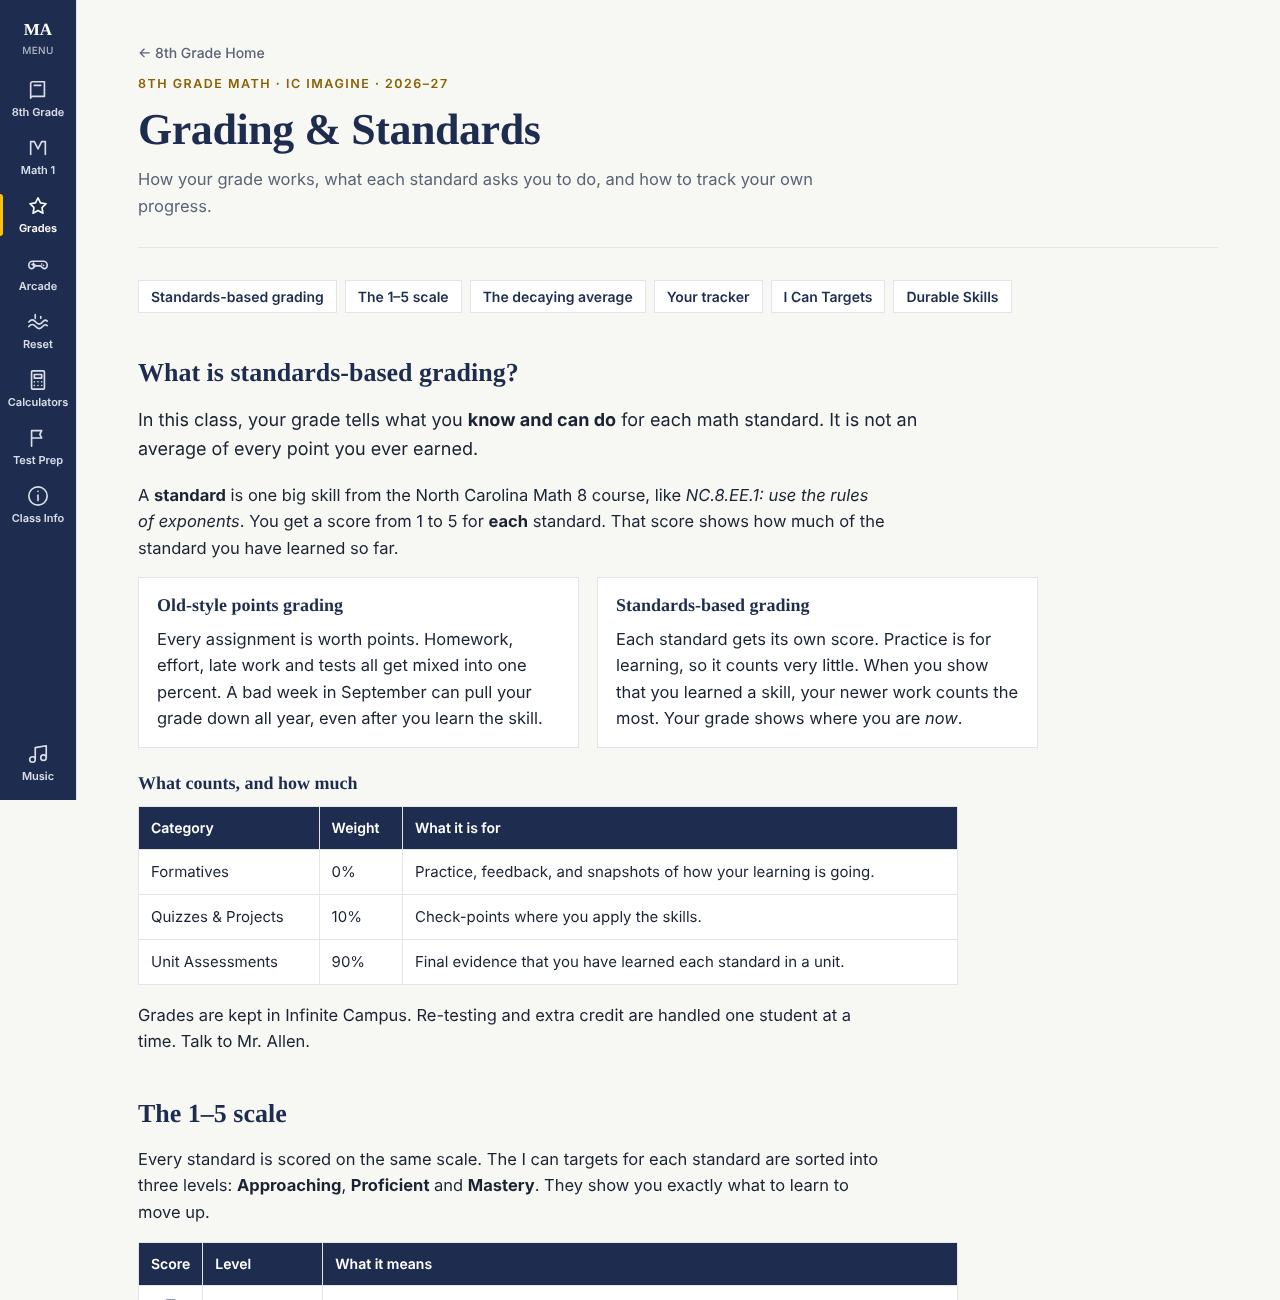 MA
MENU
8th Grade
Math 1
Grades
Arcade
Reset
Calculators
Test Prep
Class Info
Music
← 8th Grade Home
8TH GRADE MATH · IC IMAGINE · 2026–27
Grading & Standards
How your grade works, what each standard asks you to do, and how to track your own
progress.
Standards-based grading
The 1–5 scale
The decaying average
Your tracker
I Can Targets
Durable Skills
What is standards-based grading?
In this class, your grade tells what you know and can do for each math standard. It is not an
average of every point you ever earned.
A standard is one big skill from the North Carolina Math 8 course, like NC.8.EE.1: use the rules
of exponents. You get a score from 1 to 5 for each standard. That score shows how much of the
standard you have learned so far.
Old-style points grading
Every assignment is worth points. Homework,
effort, late work and tests all get mixed into one
percent. A bad week in September can pull your
grade down all year, even after you learn the skill.
Standards-based grading
Each standard gets its own score. Practice is for
learning, so it counts very little. When you show
that you learned a skill, your newer work counts the
most. Your grade shows where you are now.
What counts, and how much
Category Weight What it is for
Formatives 0% Practice, feedback, and snapshots of how your learning is going.
Quizzes & Projects 10% Check-points where you apply the skills.
Unit Assessments 90% Final evidence that you have learned each standard in a unit.
Grades are kept in Infinite Campus. Re-testing and extra credit are handled one student at a
time. Talk to Mr. Allen.
The 1–5 scale
Every standard is scored on the same scale. The I can targets for each standard are sorted into
three levels: Approaching, Proficient and Mastery. They show you exactly what to learn to
move up.
Score Level What it means